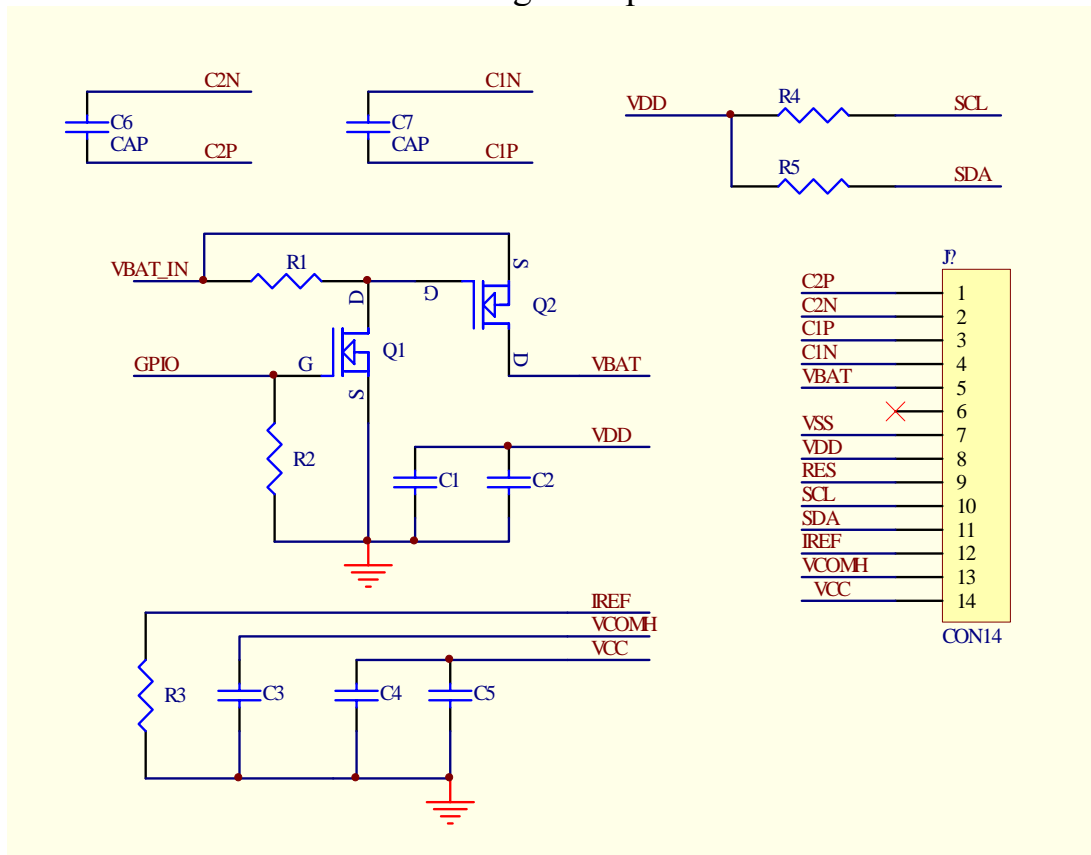 C2N
C6
CAP
C2P
C1N
C7
CAP
C1P
VDD
R4
SCL
R5
SDA
VBAT_IN
R1
D
G
S
Q2
D
VBAT
GPIO
G
Q1
S
R2
VDD
C1
C2
IREF
VCOMH
VCC
R3
C3
C4
C5
J?
C2P 1
C2N 2
C1P 3
C1N 4
VBAT 5
6
VSS 7
VDD 8
RES 9
SCL 10
SDA 11
IREF 12
VCOMH 13
VCC 14
CON14